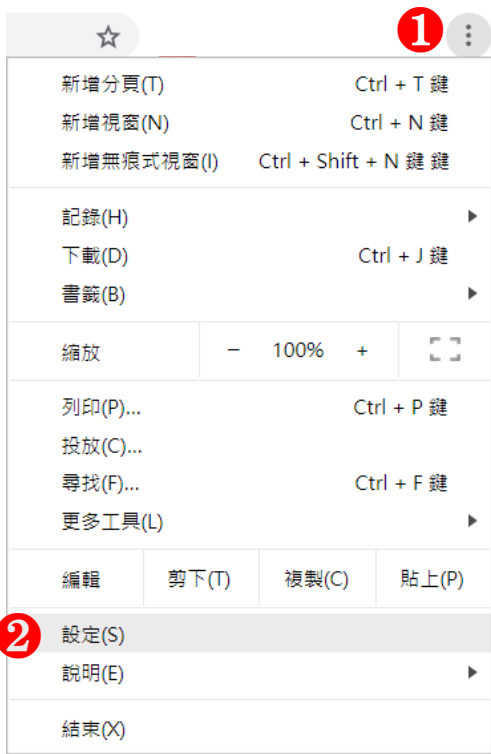 1
新增分頁(T) Ctrl + T 鍵
新增視窗(N) Ctrl + N 鍵
新增無痕式視窗(I) Ctrl + Shift + N 鍵 鍵
記錄(H)
下載(D) Ctrl + J 鍵
書籤(B)
縮放 − 100% +
列印(P)... Ctrl + P 鍵
投放(C)...
尋找(F)... Ctrl + F 鍵
更多工具(L)
編輯 剪下(T) 複製(C) 貼上(P)
2 設定(S)
說明(E)
結束(X)